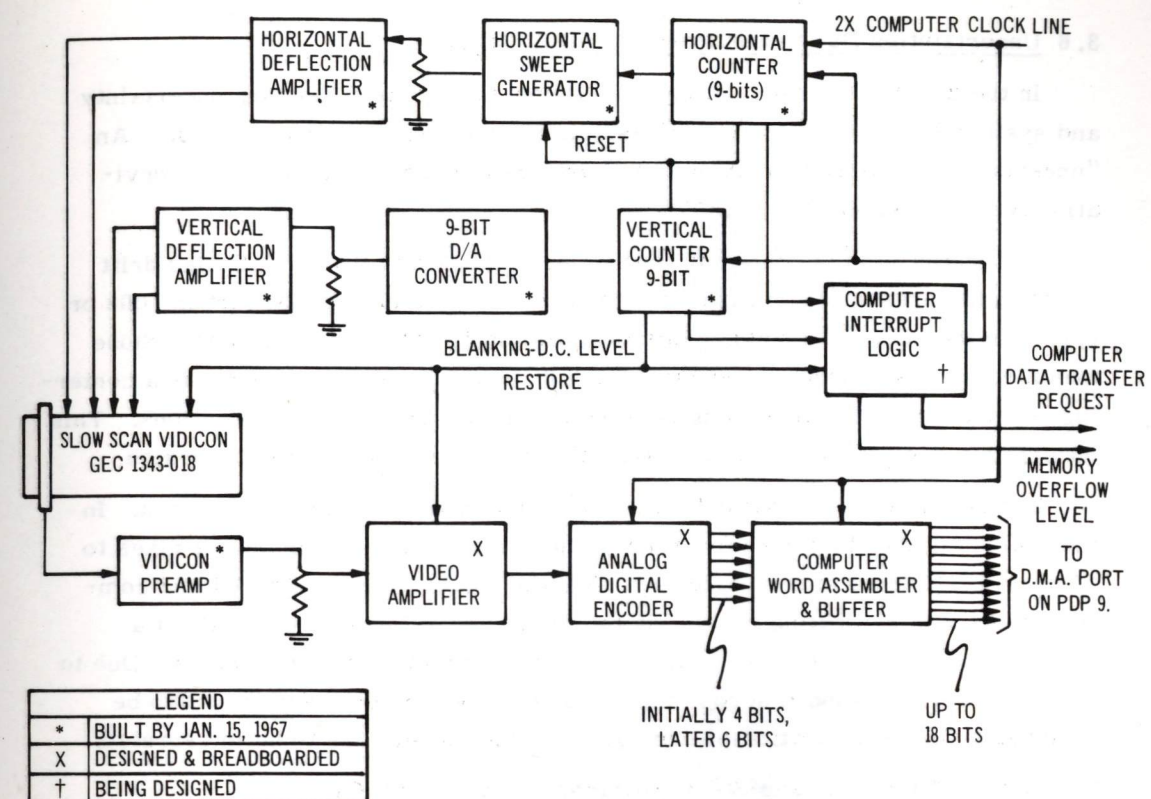 2X COMPUTER CLOCK LINE
HORIZONTAL
DEFLECTION
AMPLIFIER
*
HORIZONTAL
SWEEP
GENERATOR
*
HORIZONTAL
COUNTER
(9-bits)
*
RESET
VERTICAL
DEFLECTION
AMPLIFIER
*
9-BIT
D/A
CONVERTER
*
VERTICAL
COUNTER
9-BIT
*
COMPUTER
INTERRUPT
LOGIC
†
BLANKING-D.C. LEVEL
RESTORE
COMPUTER
DATA TRANSFER
REQUEST
MEMORY
OVERFLOW
LEVEL
SLOW SCAN VIDICON
GEC 1343-018
VIDICON *
PREAMP
X
VIDEO
AMPLIFIER
X
ANALOG
DIGITAL
ENCODER
X
COMPUTER
WORD ASSEMBLER
& BUFFER
TO
D.M.A. PORT
ON PDP 9.
INITIALLY 4 BITS,
LATER 6 BITS
UP TO
18 BITS
LEGEND
* BUILT BY JAN. 15, 1967
X DESIGNED & BREADBOARDED
† BEING DESIGNED